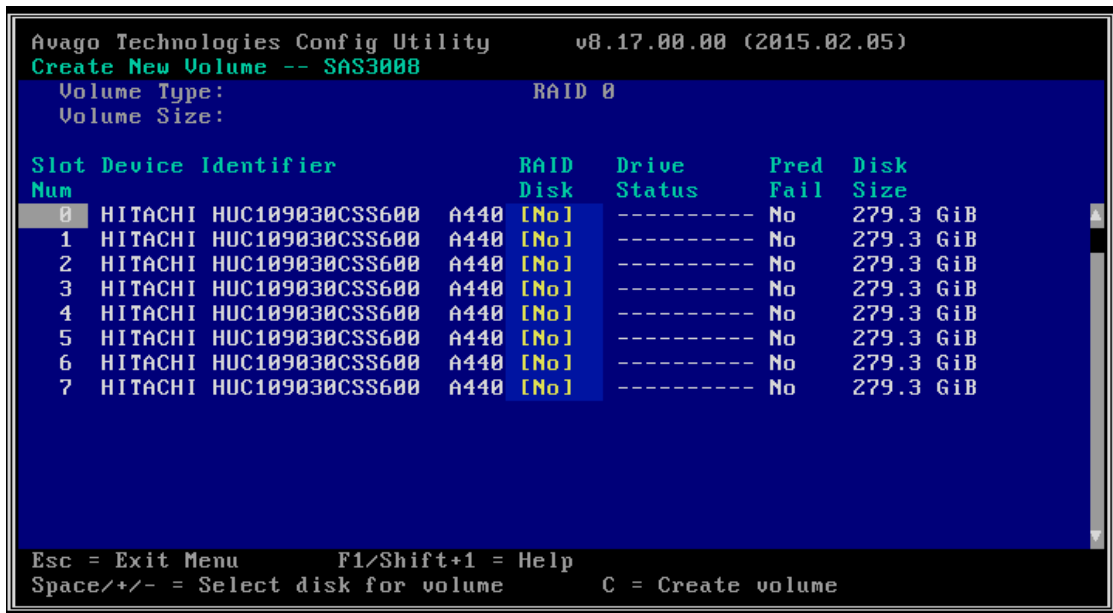 Avago Technologies Config Utility v8.17.00.00 (2015.02.05)
Create New Volume -- SAS3008
Volume Type: RAID 0
Volume Size:
Slot Device Identifier RAID Drive Pred Disk
Num Disk Status Fail Size
0 HITACHI HUC109030CSS600 A440 [No] ---------- No 279.3 GiB
1 HITACHI HUC109030CSS600 A440 [No] ---------- No 279.3 GiB
2 HITACHI HUC109030CSS600 A440 [No] ---------- No 279.3 GiB
3 HITACHI HUC109030CSS600 A440 [No] ---------- No 279.3 GiB
4 HITACHI HUC109030CSS600 A440 [No] ---------- No 279.3 GiB
5 HITACHI HUC109030CSS600 A440 [No] ---------- No 279.3 GiB
6 HITACHI HUC109030CSS600 A440 [No] ---------- No 279.3 GiB
7 HITACHI HUC109030CSS600 A440 [No] ---------- No 279.3 GiB
Esc = Exit Menu F1/Shift+1 = Help
Space/+/- = Select disk for volume C = Create volume